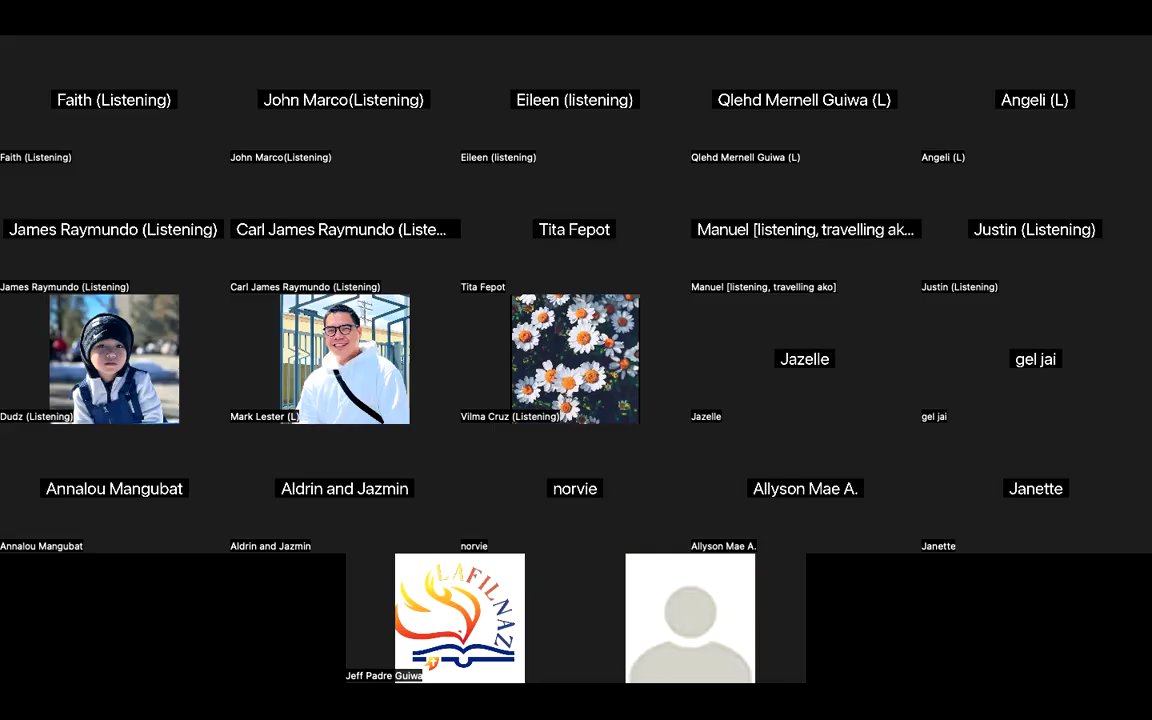 Faith (Listening)
John Marco(Listening)
Eileen (listening)
Qlehd Mernell Guiwa (L)
Angeli (L)
Faith (Listening)
John Marco(Listening)
Eileen (listening)
Qlehd Mernell Guiwa (L)
Angeli (L)
James Raymundo (Listening)
Carl James Raymundo (Liste...
Tita Fepot
Manuel [listening, travelling ak...
Justin (Listening)
James Raymundo (Listening)
Carl James Raymundo (Listening)
Tita Fepot
Manuel [listening, travelling ako]
Justin (Listening)
Jazelle
gel jai
Dudz (Listening)
Mark Lester (L)
Vilma Cruz (Listening)
Jazelle
gel jai
Annalou Mangubat
Aldrin and Jazmin
norvie
Allyson Mae A.
Janette
Annalou Mangubat
Aldrin and Jazmin
norvie
Allyson Mae A.
Janette
LAFILNAZ
Jeff Padre Guiwa